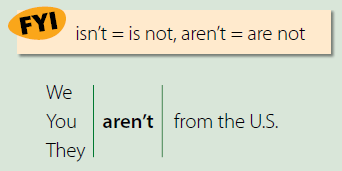 FYI
isn’t = is not, aren’t = are not
We
You aren’t from the U.S.
They